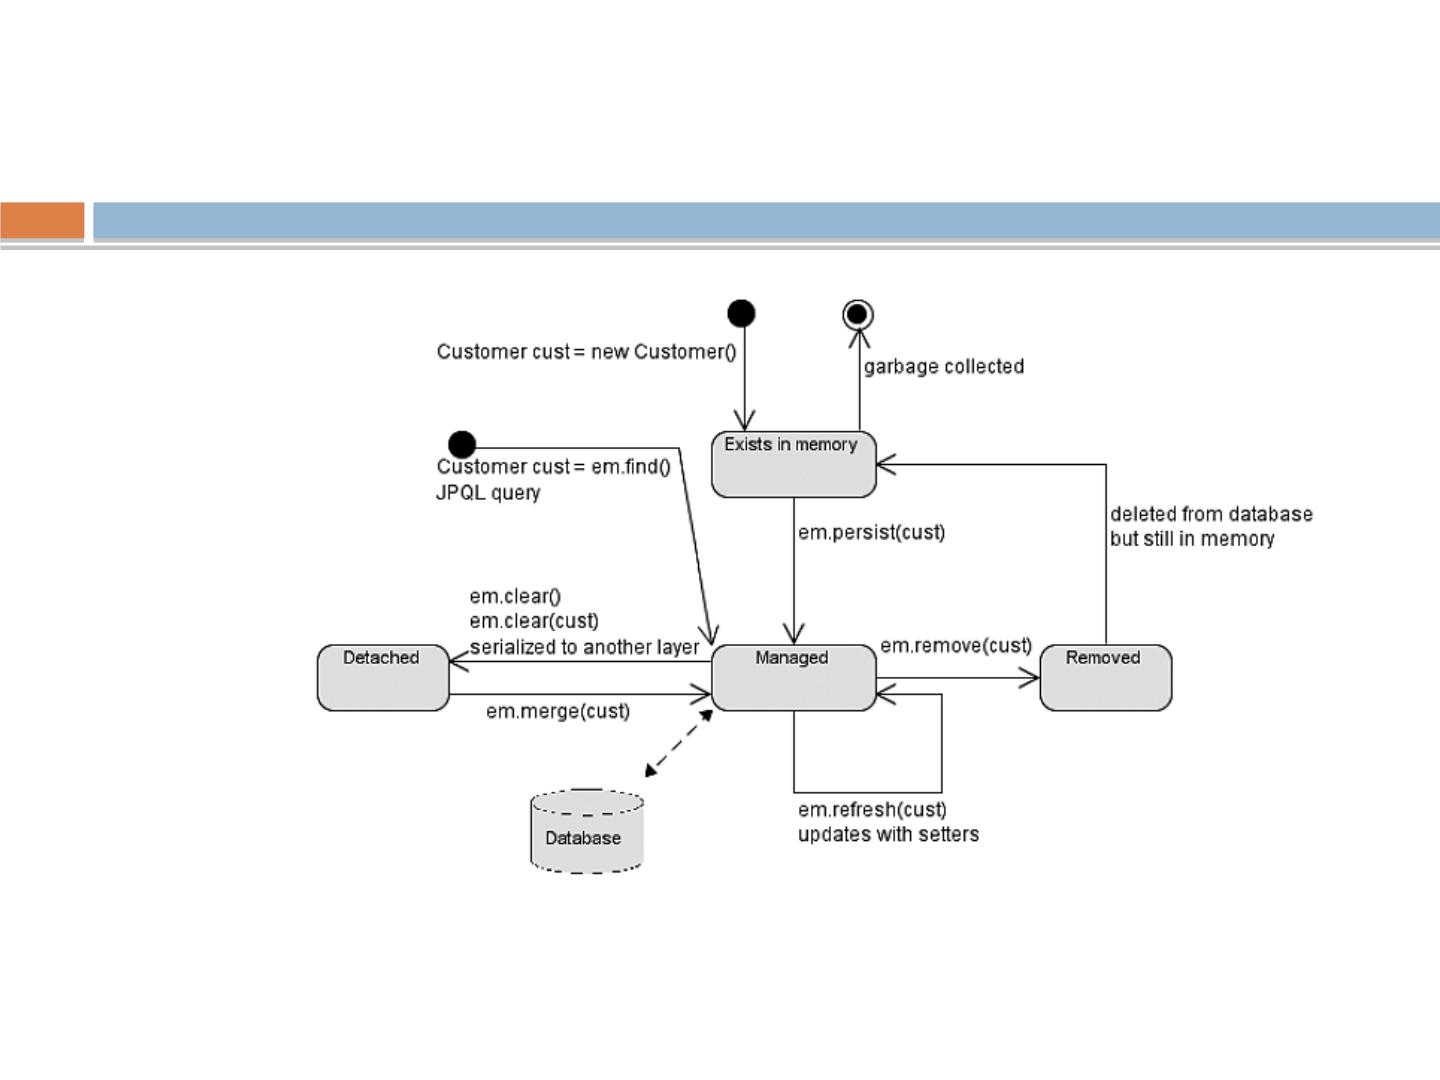 Customer cust = new Customer()
garbage collected
Exists in memory
Customer cust = em.find()
JPQL query
em.persist(cust)
deleted from database
but still in memory
em.clear()
em.clear(cust)
serialized to another layer
Detached
Managed
em.remove(cust)
Removed
em.merge(cust)
em.refresh(cust)
updates with setters
Database